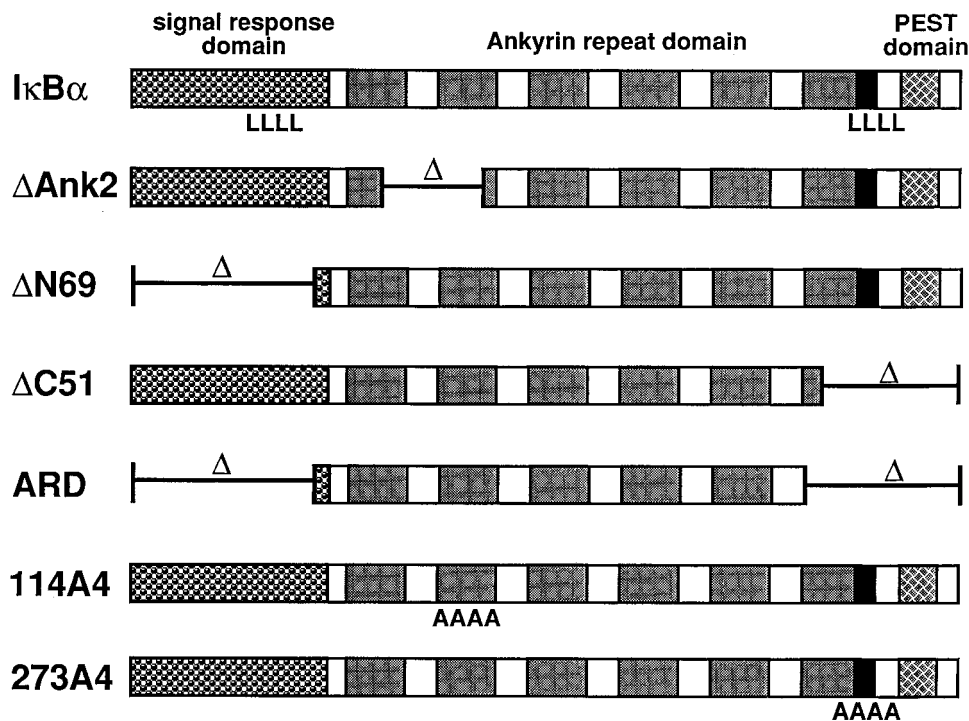 signal response
domain
Ankyrin repeat domain
PEST
domain
IκBα
LLLL
LLLL
ΔAnk2
Δ
ΔN69
Δ
ΔC51
Δ
ARD
Δ
Δ
114A4
AAAA
273A4
AAAA